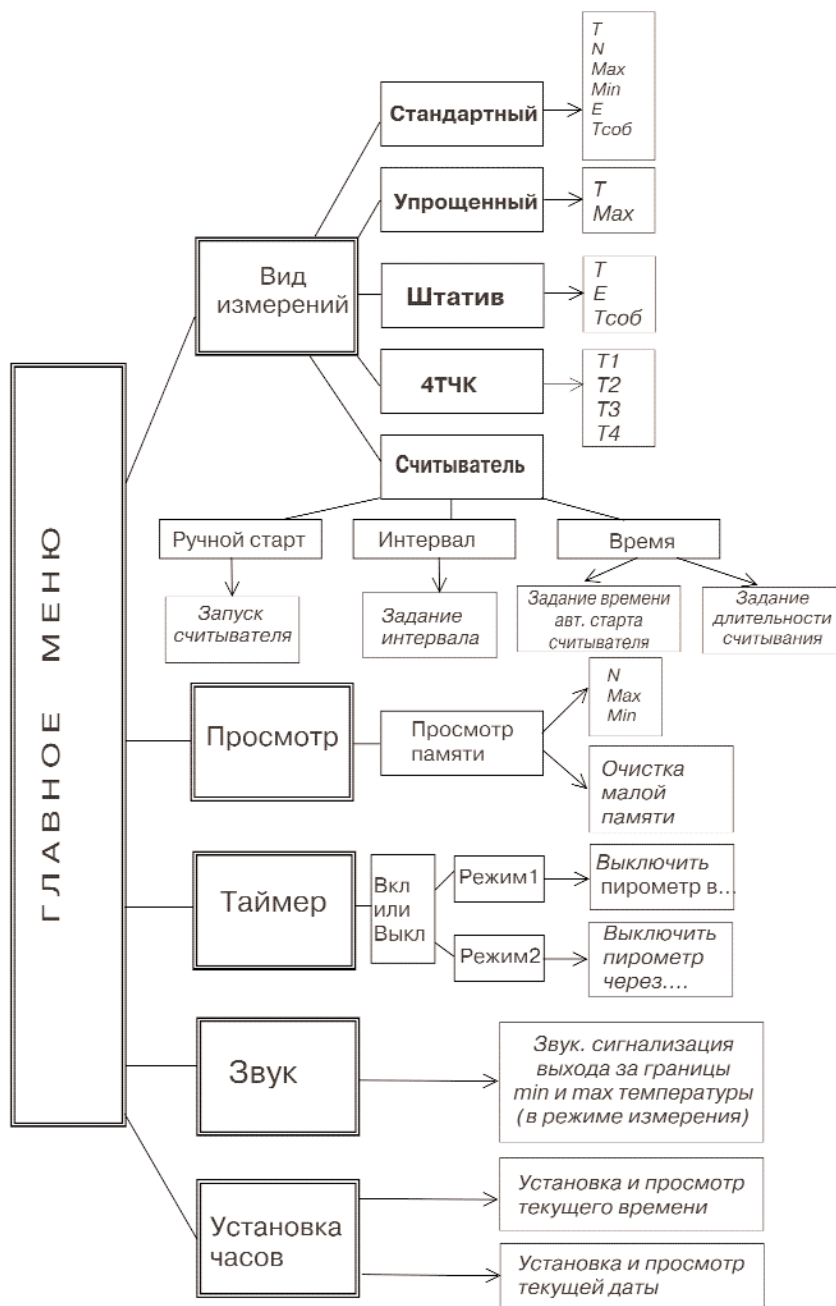 ГЛАВНОЕ МЕНЮ
Вид
измерений
Стандартный
T
N
Max
Min
E
Тсоб
Упрощенный
T
Max
Штатив
T
E
Тсоб
4ТЧК
T1
T2
T3
T4
Считыватель
Ручной старт
Запуск
считывателя
Интервал
Задание
интервала
Время
Задание времени
авт. старта
считывателя
Задание
длительности
считывания
Просмотр
Просмотр
памяти
N
Max
Min
Очистка
малой
памяти
Таймер
Вкл
или
Выкл
Режим1
Выключить
пирометр в...
Режим2
Выключить
пирометр
через....
Звук
Звук. сигнализация
выхода за границы
min и max температуры
( в режиме измерения)
Установка
часов
Установка и просмотр
текущего времени
Установка и просмотр
текущей даты